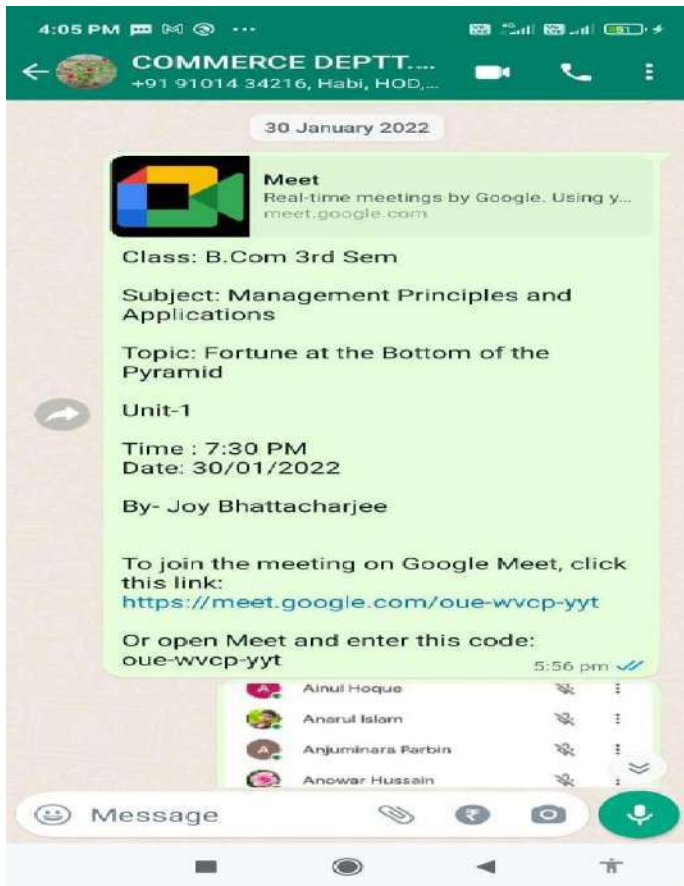 4:05 PM
51
COMMERCE DEPTT....
+91 91014 34216, Habi, HOD,...
30 January 2022
Meet
Real-time meetings by Google. Using y...
meet.google.com
Class: B.Com 3rd Sem
Subject: Management Principles and
Applications
Topic: Fortune at the Bottom of the
Pyramid
Unit-1
Time : 7:30 PM
Date: 30/01/2022
By- Joy Bhattacharjee
To join the meeting on Google Meet, click
this link:
https://meet.google.com/oue-wvcp-yyt
Or open Meet and enter this code:
oue-wvcp-yyt
5:56 pm
A Ainul Hoque
Anarul Islam
A Anjuminara Parbin
Anowar Hussain
Message